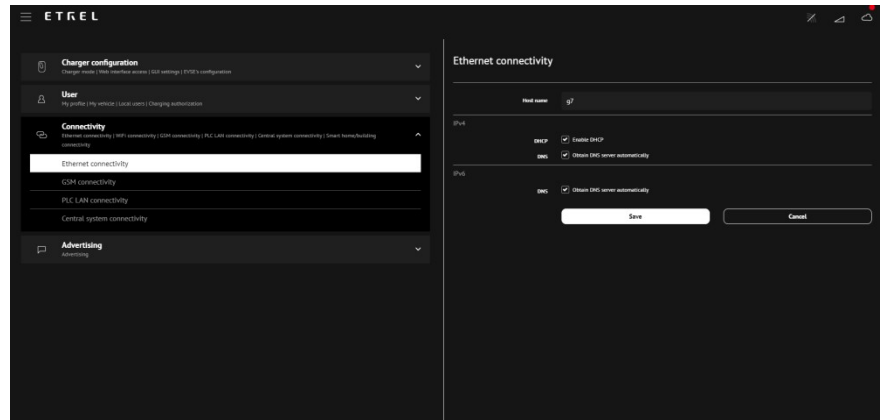 ETREL
Charger configuration
Charger mode | Web interface access | GUI settings | EVSE's configuration
User
My profile | My vehicle | Local users | Charging authorization
Connectivity
Ethernet connectivity | WiFi connectivity | GSM connectivity | PLC LAN connectivity | Central system connectivity | Smart home/building
connectivity
Ethernet connectivity
GSM connectivity
PLC LAN connectivity
Central system connectivity
Advertising
Advertising
Ethernet connectivity
Host name g7
IPv4
DHCP Enable DHCP
DNS Obtain DNS server automatically
IPv6
DNS Obtain DNS server automatically
Save Cancel